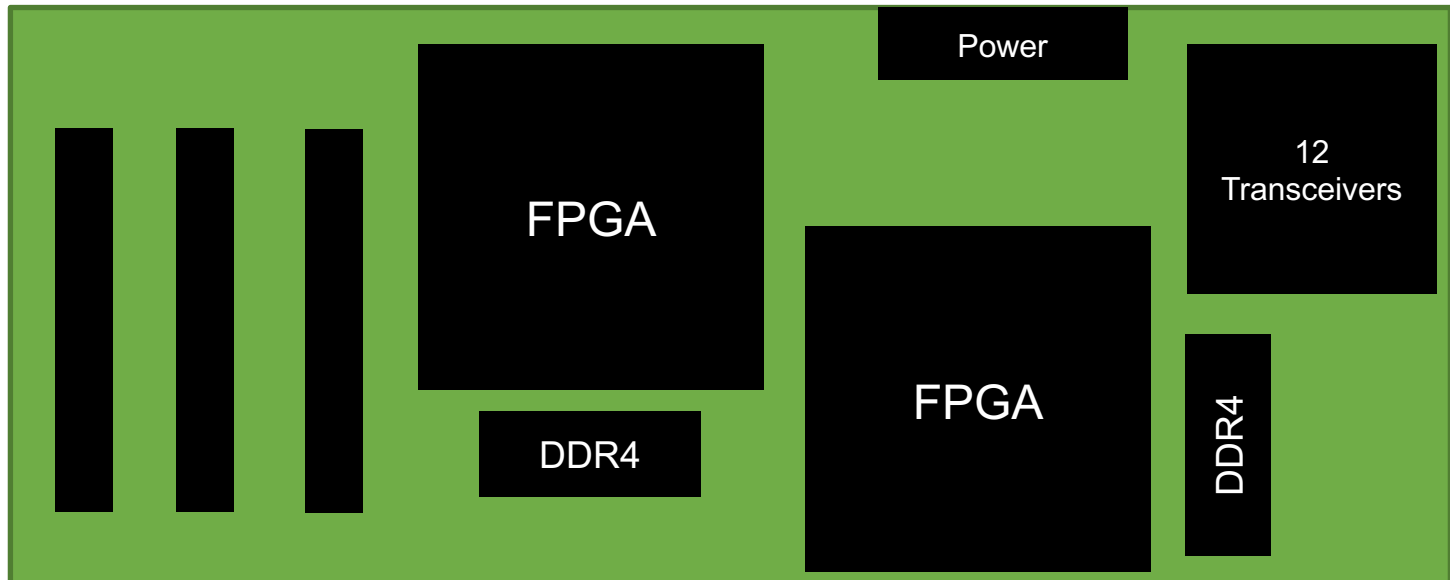 Power
12
Transceivers
FPGA
FPGA
DDR4
DDR4